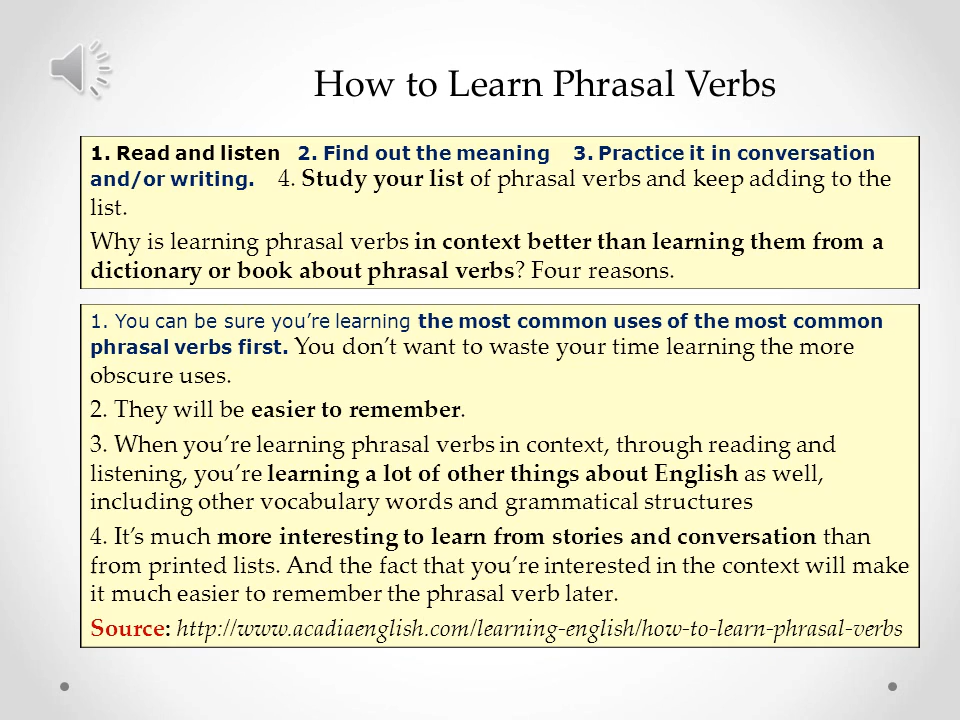 How to Learn Phrasal Verbs
1. Read and listen 2. Find out the meaning 3. Practice it in conversation
and/or writing. 4. Study your list of phrasal verbs and keep adding to the
list.
Why is learning phrasal verbs in context better than learning them from a
dictionary or book about phrasal verbs? Four reasons.
1. You can be sure you’re learning the most common uses of the most common
phrasal verbs first. You don’t want to waste your time learning the more
obscure uses.
2. They will be easier to remember.
3. When you’re learning phrasal verbs in context, through reading and
listening, you’re learning a lot of other things about English as well,
including other vocabulary words and grammatical structures
4. It’s much more interesting to learn from stories and conversation than
from printed lists. And the fact that you’re interested in the context will make
it much easier to remember the phrasal verb later.
Source: http://www.acadiaenglish.com/learning-english/how-to-learn-phrasal-verbs